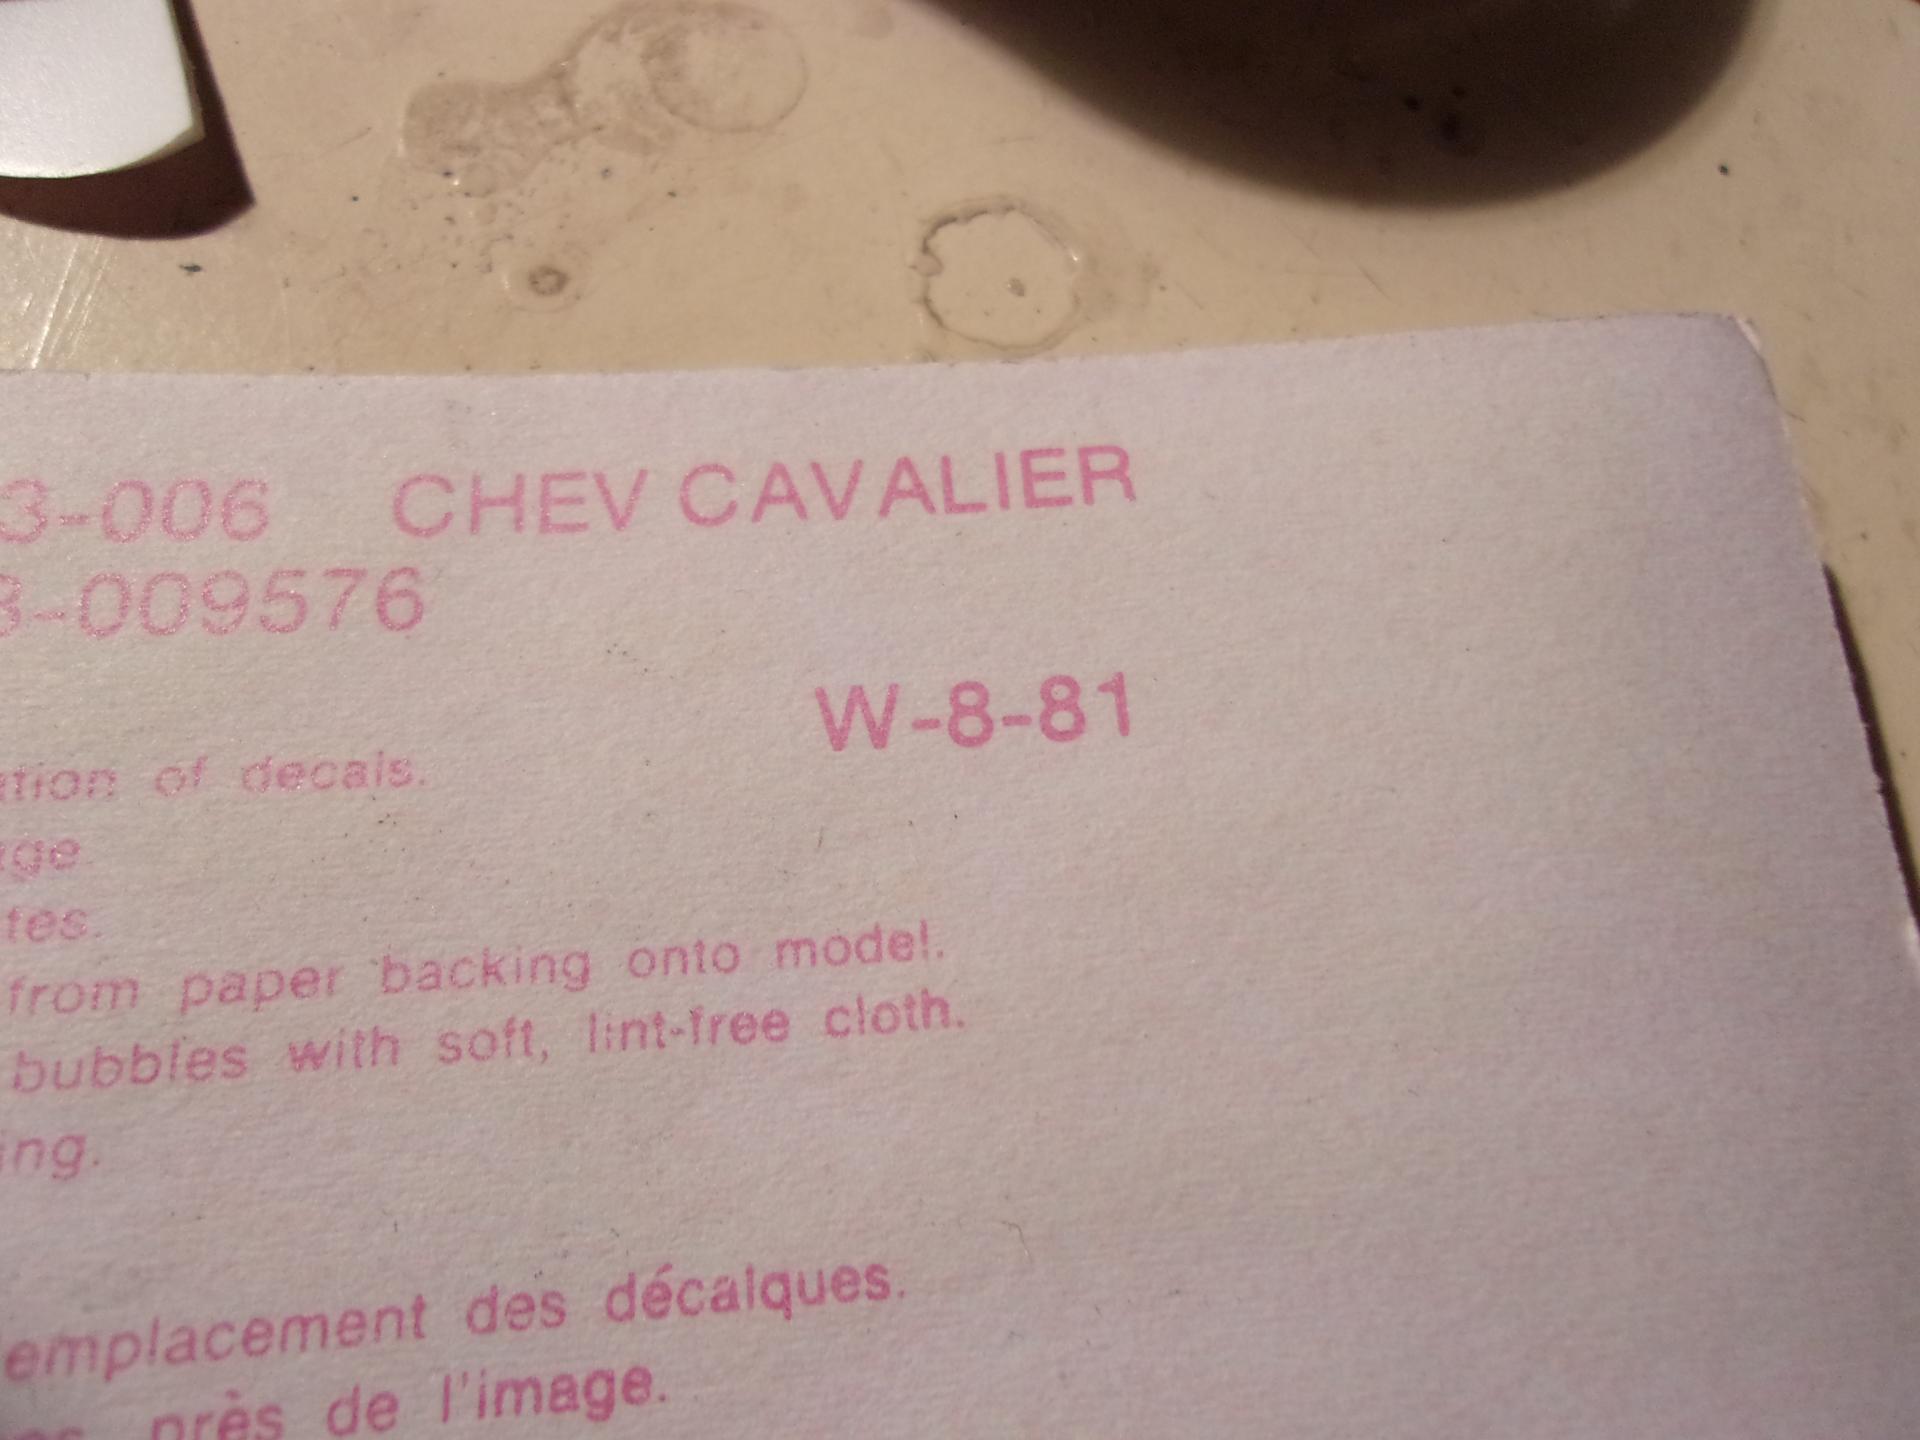 3-006 CHEV CAVALIER
3-009576
W-8-81
ation of decals.
age
tes.
from paper backing onto model.
bubbles with soft, lint-free cloth.
ing.
emplacement des décalques.
près de l'image.